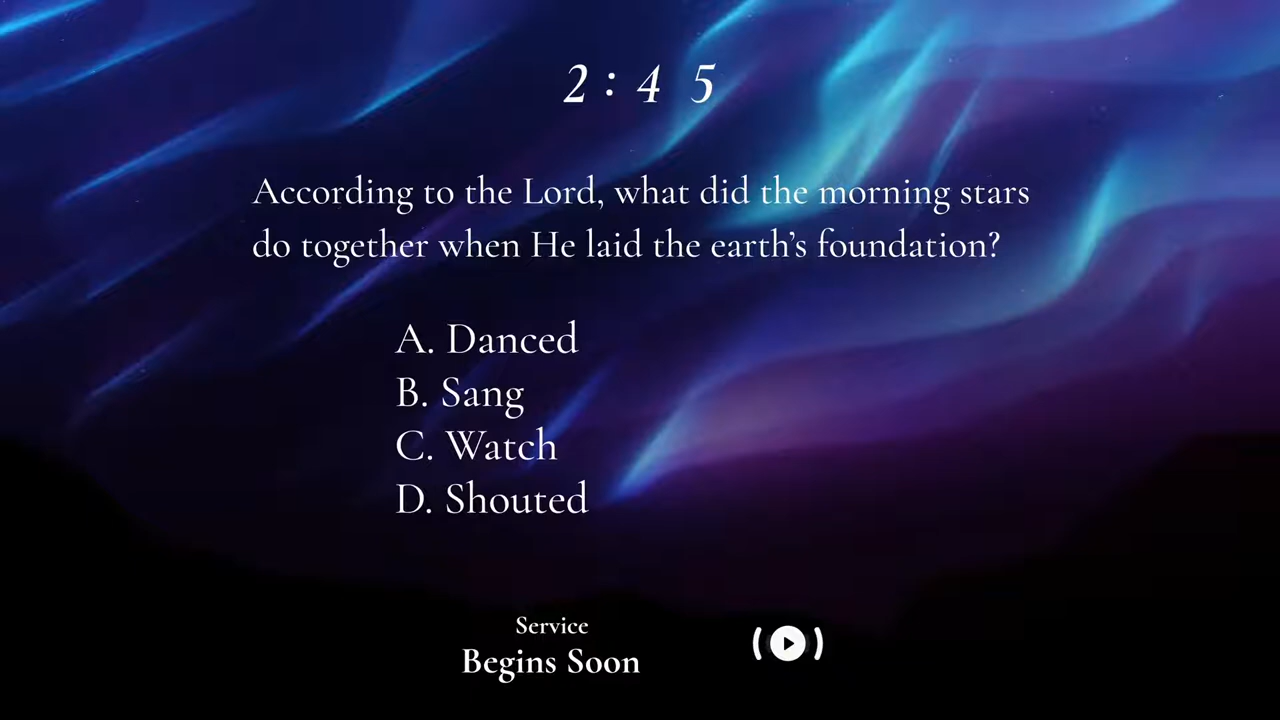 2:45
According to the Lord, what did the morning stars
do together when He laid the earth’s foundation?
A. Danced
B. Sang
C. Watch
D. Shouted
Service
Begins Soon